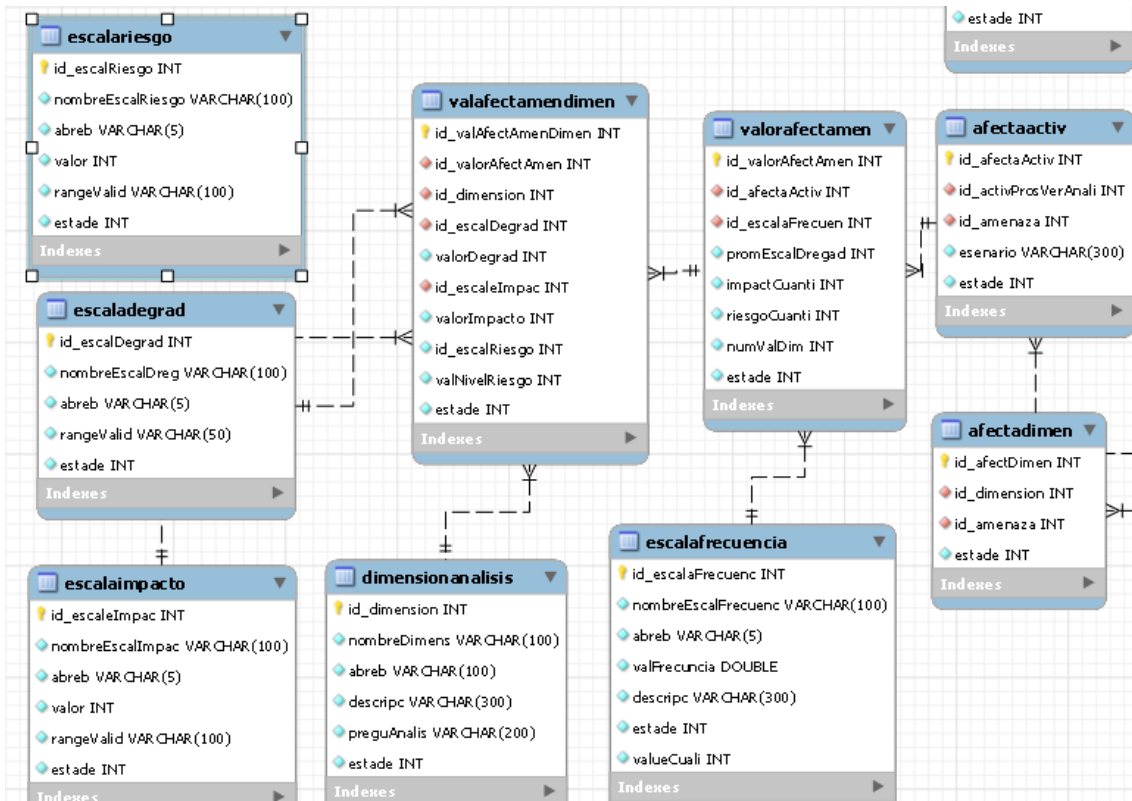 escalariesgo
id_escalRiesgo INT
nombreEscalRiesgo VARCHAR(100)
abreb VARCHAR(5)
valor INT
rangeValid VARCHAR(100)
estade INT
Indexes
escaladegrad
id_escalDegrad INT
nombreEscalDreg VARCHAR(100)
abreb VARCHAR(5)
rangeValid VARCHAR(50)
estade INT
Indexes
escalaimpacto
id_escaleImpac INT
nombreEscalImpac VARCHAR(100)
abreb VARCHAR(5)
valor INT
rangeValid VARCHAR(100)
estade INT
Indexes
valafectamendimen
id_valAfectAmenDimen INT
id_valorAfectAmen INT
id_dimension INT
id_escalDegrad INT
valorDegrad INT
id_escaleImpac INT
valorImpacto INT
id_escalRiesgo INT
valNivelRiesgo INT
estade INT
Indexes
dimensionanalisis
id_dimension INT
nombreDimens VARCHAR(100)
abreb VARCHAR(100)
descripc VARCHAR(300)
preguAnalis VARCHAR(200)
estade INT
Indexes
valorafectamen
id_valorAfectAmen INT
id_afectaActiv INT
id_escalaFrecuen INT
promEscalDregad INT
impactCuanti INT
riesgoCuanti INT
numValDim INT
estade INT
Indexes
escalafrecuencia
id_escalaFrecuenc INT
nombreEscalFrecuenc VARCHAR(100)
abreb VARCHAR(5)
valFrecuncia DOUBLE
descripc VARCHAR(300)
estade INT
valueCuali INT
Indexes
estade INT
Indexes
afectaactiv
id_afectaActiv INT
id_activProsVerAnali INT
id_amenaza INT
esenario VARCHAR(300)
estade INT
Indexes
afectadimen
id_afectDimen INT
id_dimension INT
id_amenaza INT
estade INT
Indexes